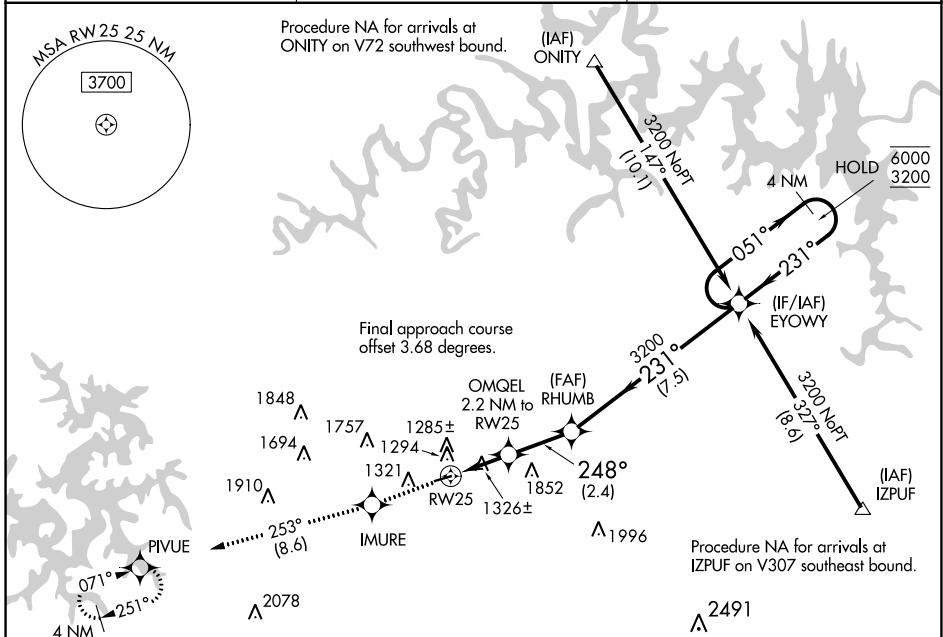 MSA RW25 25 NM
3700
Procedure NA for arrivals at
ONITY on V72 southwest bound.
(IAF)
ONITY
3200 NoPT
147°
(10.1)
HOLD
6000
3200
4 NM
051°
231°
(IF/IAF)
EYOWY
Final approach course
offset 3.68 degrees.
3200
231°
(7.5)
OMQEL
2.2 NM to
RW25
(FAF)
RHUMB
3200 NoPT
327°
(8.6)
1848
1694
1757
1285±
1294
1321
1910
RW25
1326±
1852
248°
(2.4)
(IAF)
IZPUF
1996
IMURE
253°
(8.6)
PIVUE
Procedure NA for arrivals at
IZPUF on V307 southeast bound.
071°
251°
4 NM
2078
2491